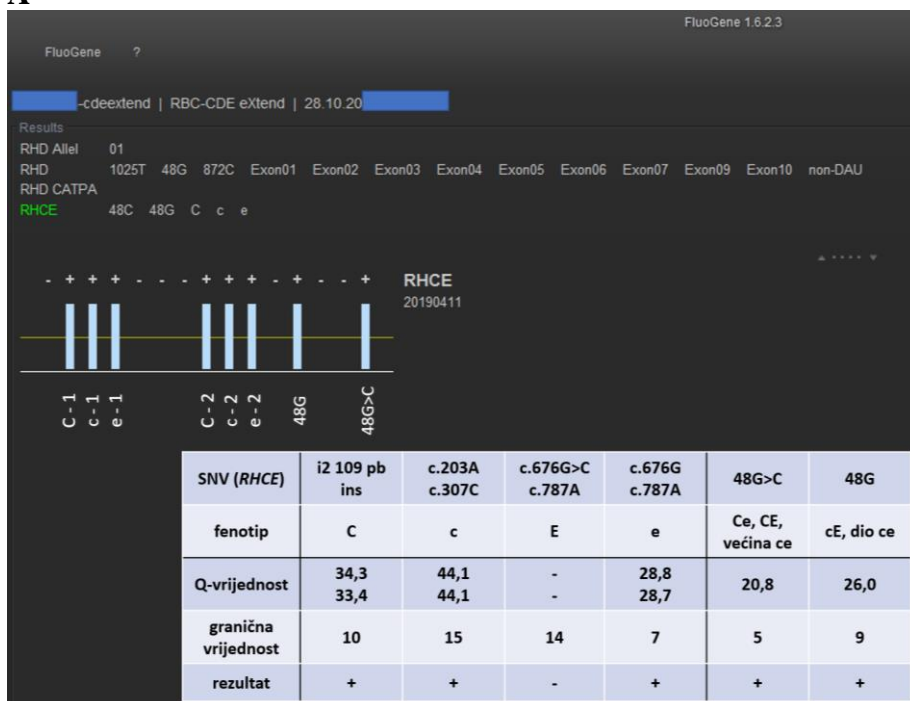 A
FluoGene 1.6.2.3
FluoGene ?
-cdeextend | RBC-CDE eXtend | 28.10.20
Results
RHD Allel 01
RHD 1025T 48G 872C Exon01 Exon02 Exon03 Exon04 Exon05 Exon06 Exon07 Exon09 Exon10 non-DAU
RHD CATPA
RHCE 48C 48G C c e
- + + + - - - + + + - + - - + RHCE
20190411
C - 1 c - 1 e - 1 C - 2 c - 2 e - 2 48G 48G>C
SNV (RHCE) i2 109 pb ins c.203A c.307C c.676G>C c.787A c.676G c.787A 48G>C 48G
fenotip C c E e Ce, CE, većina ce cE, dio ce
Q-vrijednost 34,3 33,4 44,1 44,1 - - 28,8 28,7 20,8 26,0
granična vrijednost 10 15 14 7 5 9
rezultat + + - + + +